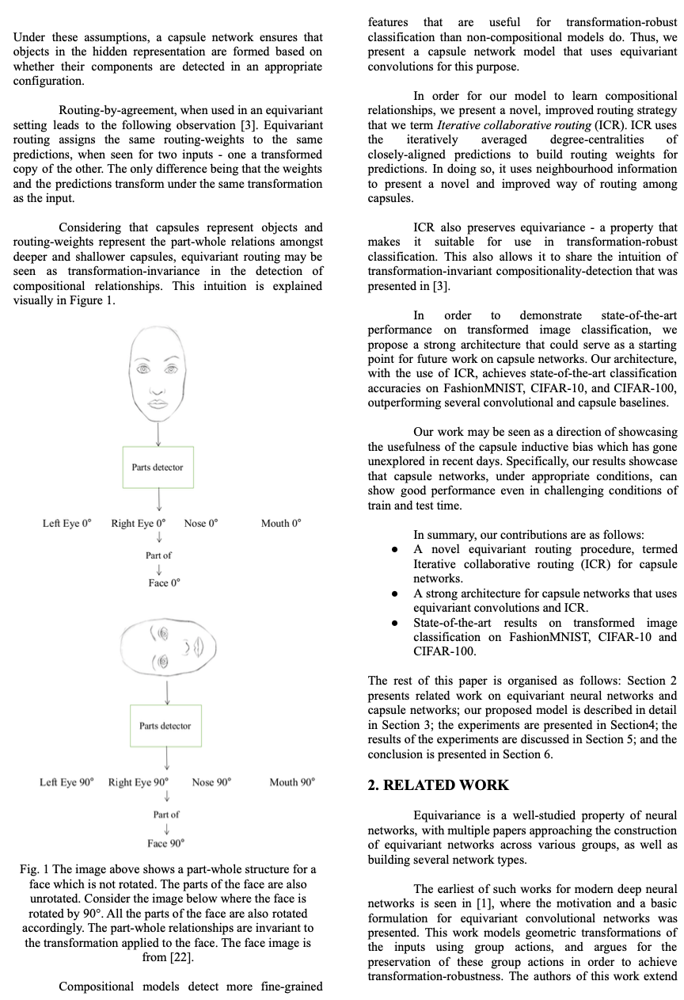 Under these assumptions, a capsule network ensures that
objects in the hidden representation are formed based on
whether their components are detected in an appropriate
configuration.
Routing-by-agreement, when used in an equivariant
setting leads to the following observation [3]. Equivariant
routing assigns the same routing-weights to the same
predictions, when seen for two inputs - one a transformed
copy of the other. The only difference being that the weights
and the predictions transform under the same transformation
as the input.
Considering that capsules represent objects and
routing-weights represent the part-whole relations amongst
deeper and shallower capsules, equivariant routing may be
seen as transformation-invariance in the detection of
compositional relationships. This intuition is explained
visually in Figure 1.
Parts detector
Left Eye 0° Right Eye 0° Nose 0° Mouth 0°
Part of
Face 0°
Parts detector
Left Eye 90° Right Eye 90° Nose 90° Mouth 90°
Part of
Face 90°
Fig. 1 The image above shows a part-whole structure for a
face which is not rotated. The parts of the face are also
unrotated. Consider the image below where the face is
rotated by 90°. All the parts of the face are also rotated
accordingly. The part-whole relationships are invariant to
the transformation applied to the face. The face image is
from [22].
Compositional models detect more fine-grained
features that are useful for transformation-robust
classification than non-compositional models do. Thus, we
present a capsule network model that uses equivariant
convolutions for this purpose.
In order for our model to learn compositional
relationships, we present a novel, improved routing strategy
that we term Iterative collaborative routing (ICR). ICR uses
the iteratively averaged degree-centralities of
closely-aligned predictions to build routing weights for
predictions. In doing so, it uses neighbourhood information
to present a novel and improved way of routing among
capsules.
ICR also preserves equivariance - a property that
makes it suitable for use in transformation-robust
classification. This also allows it to share the intuition of
transformation-invariant compositionality-detection that was
presented in [3].
In order to demonstrate state-of-the-art
performance on transformed image classification, we
propose a strong architecture that could serve as a starting
point for future work on capsule networks. Our architecture,
with the use of ICR, achieves state-of-the-art classification
accuracies on FashionMNIST, CIFAR-10, and CIFAR-100,
outperforming several convolutional and capsule baselines.
Our work may be seen as a direction of showcasing
the usefulness of the capsule inductive bias which has gone
unexplored in recent days. Specifically, our results showcase
that capsule networks, under appropriate conditions, can
show good performance even in challenging conditions of
train and test time.
In summary, our contributions are as follows:
● A novel equivariant routing procedure, termed
Iterative collaborative routing (ICR) for capsule
networks.
● A strong architecture for capsule networks that uses
equivariant convolutions and ICR.
● State-of-the-art results on transformed image
classification on FashionMNIST, CIFAR-10 and
CIFAR-100.
The rest of this paper is organised as follows: Section 2
presents related work on equivariant neural networks and
capsule networks; our proposed model is described in detail
in Section 3; the experiments are presented in Section4; the
results of the experiments are discussed in Section 5; and the
conclusion is presented in Section 6.
2. RELATED WORK
Equivariance is a well-studied property of neural
networks, with multiple papers approaching the construction
of equivariant networks across various groups, as well as
building several network types.
The earliest of such works for modern deep neural
networks is seen in [1], where the motivation and a basic
formulation for equivariant convolutional networks was
presented. This work models geometric transformations of
the inputs using group actions, and argues for the
preservation of these group actions in order to achieve
transformation-robustness. The authors of this work extend